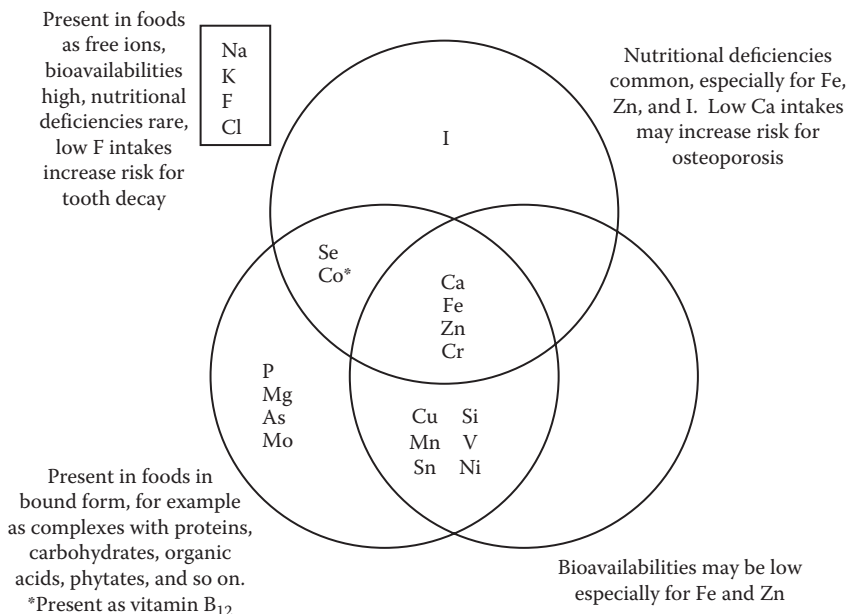 Present in foods
as free ions,
bioavailabilities
high, nutritional
deficiencies rare,
low F intakes
increase risk for
tooth decay
Na
K
F
Cl
Nutritional deficiencies
common, especially for Fe,
Zn, and I. Low Ca intakes
may increase risk for
osteoporosis
I
Se
Co*
Ca
Fe
Zn
Cr
P
Mg
As
Mo
Cu Si
Mn V
Sn Ni
Present in foods in
bound form, for example
as complexes with proteins,
carbohydrates, organic
acids, phytates, and so on.
*Present as vitamin B₁₂
Bioavailabilities may be low
especially for Fe and Zn